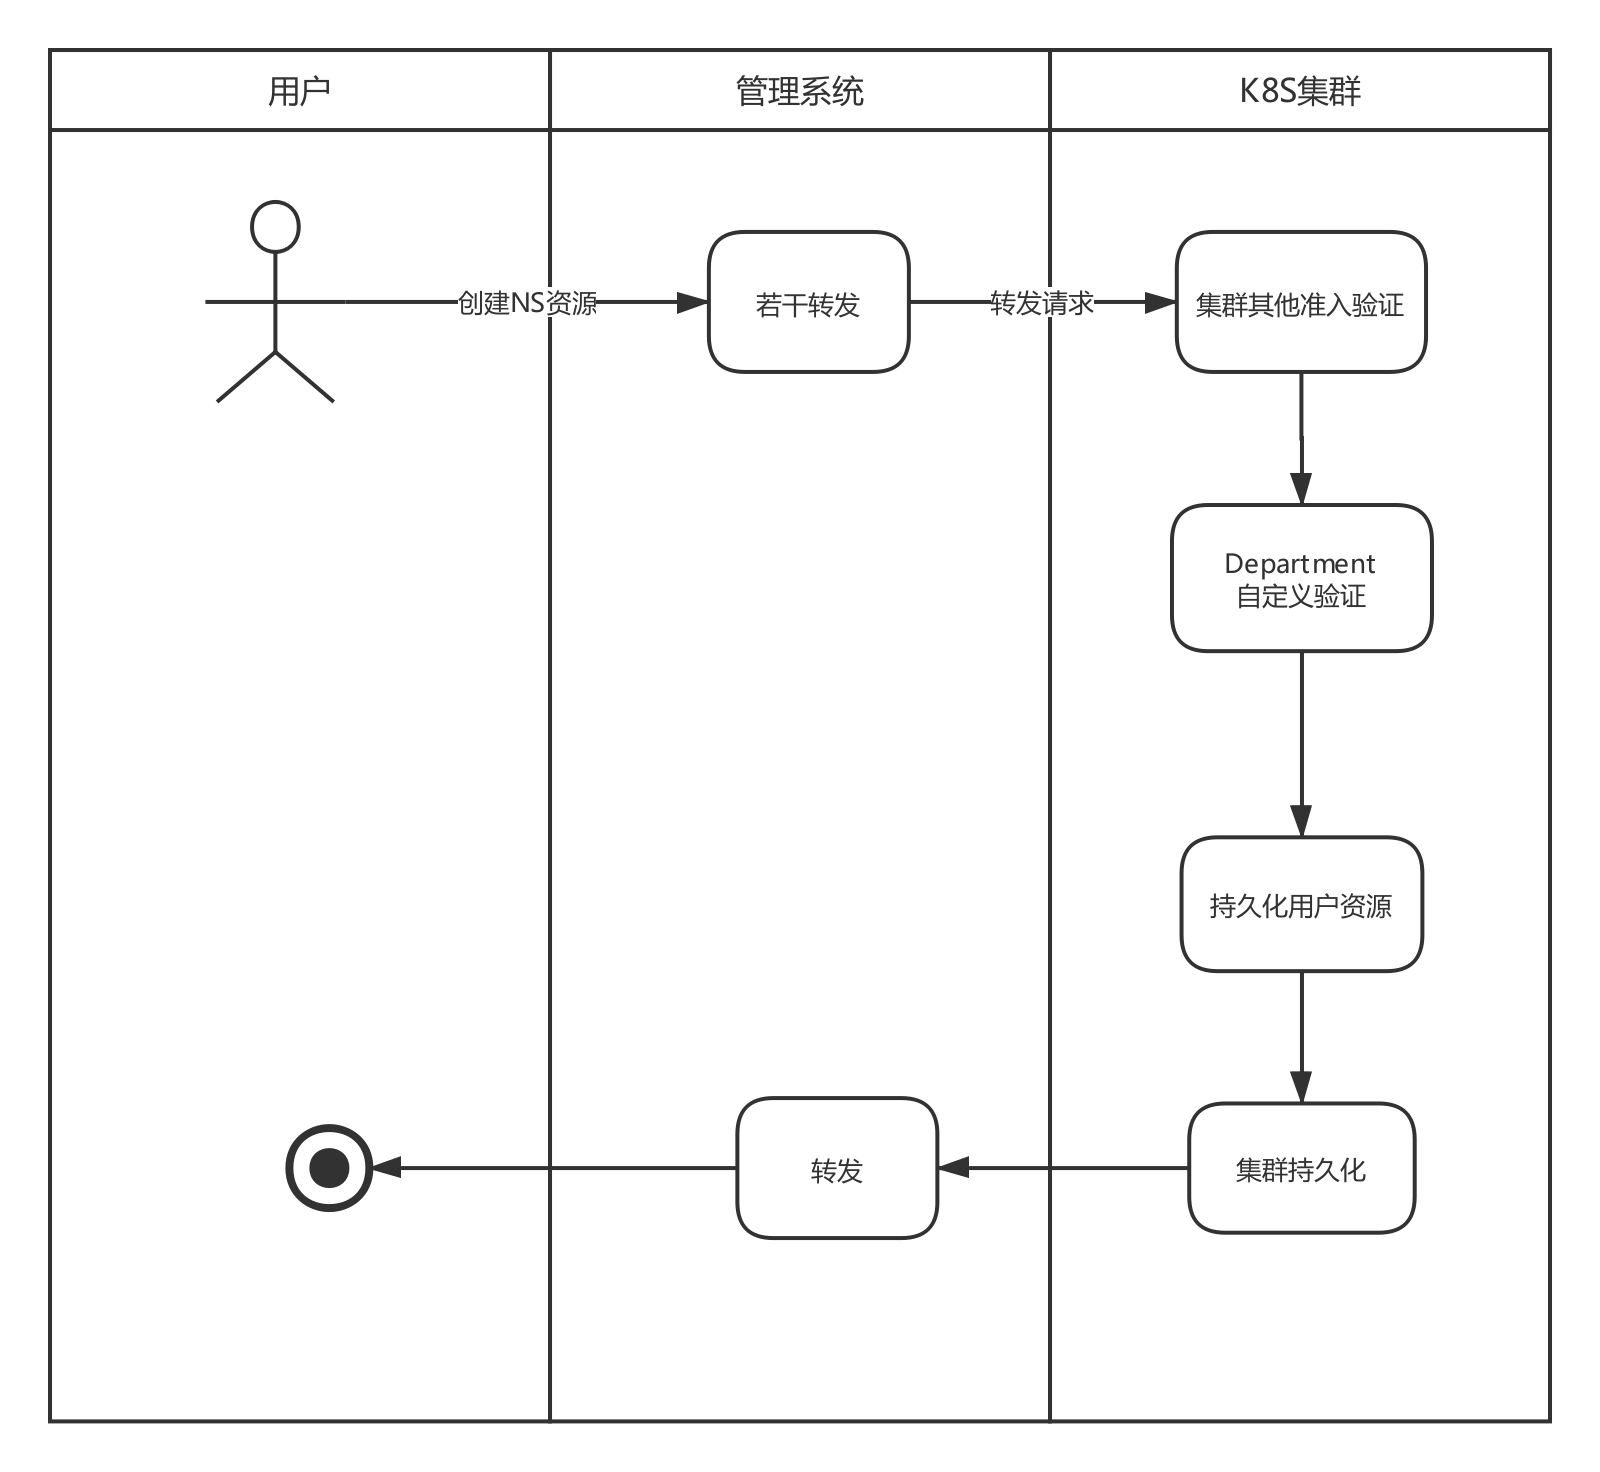 用户
管理系统
K8S集群
创建NS资源
若干转发
转发请求
集群其他准入验证
Department
自定义验证
持久化用户资源
转发
集群持久化